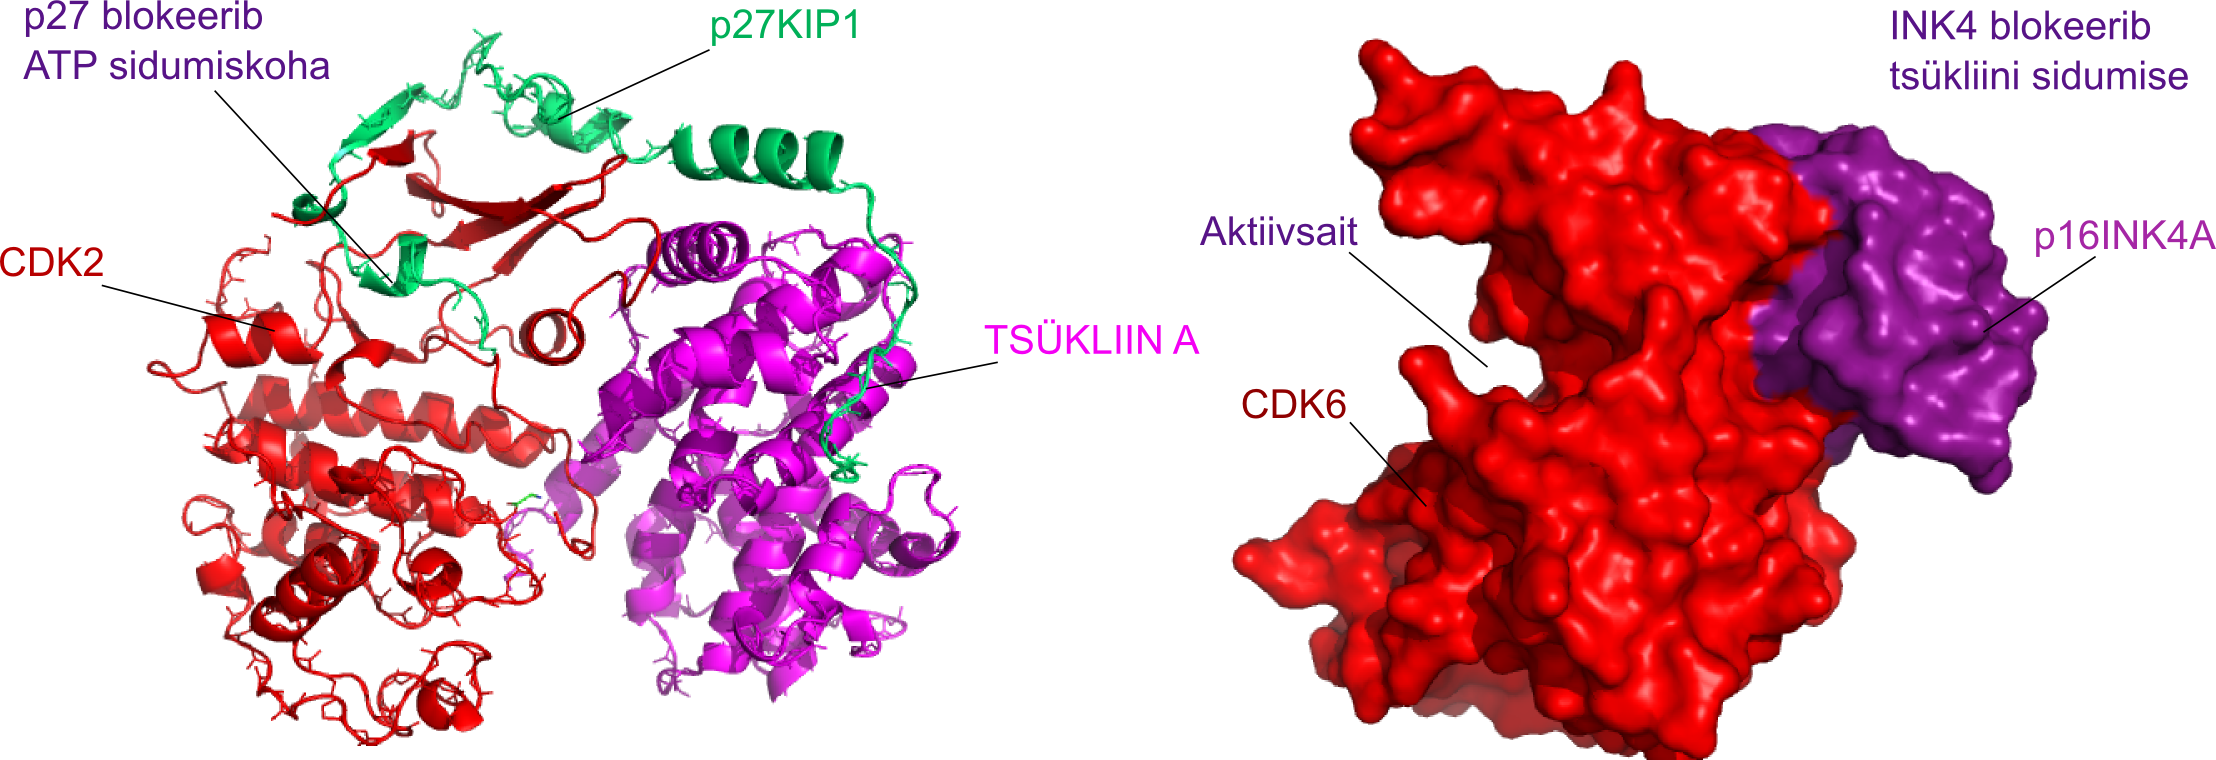 p27 blokeerib
ATP sidumiskoha
p27KIP1
CDK2
TSÜKLIIN A
INK4 blokeerib
tsükliini sidumise
Aktiivsait
p16INK4A
CDK6